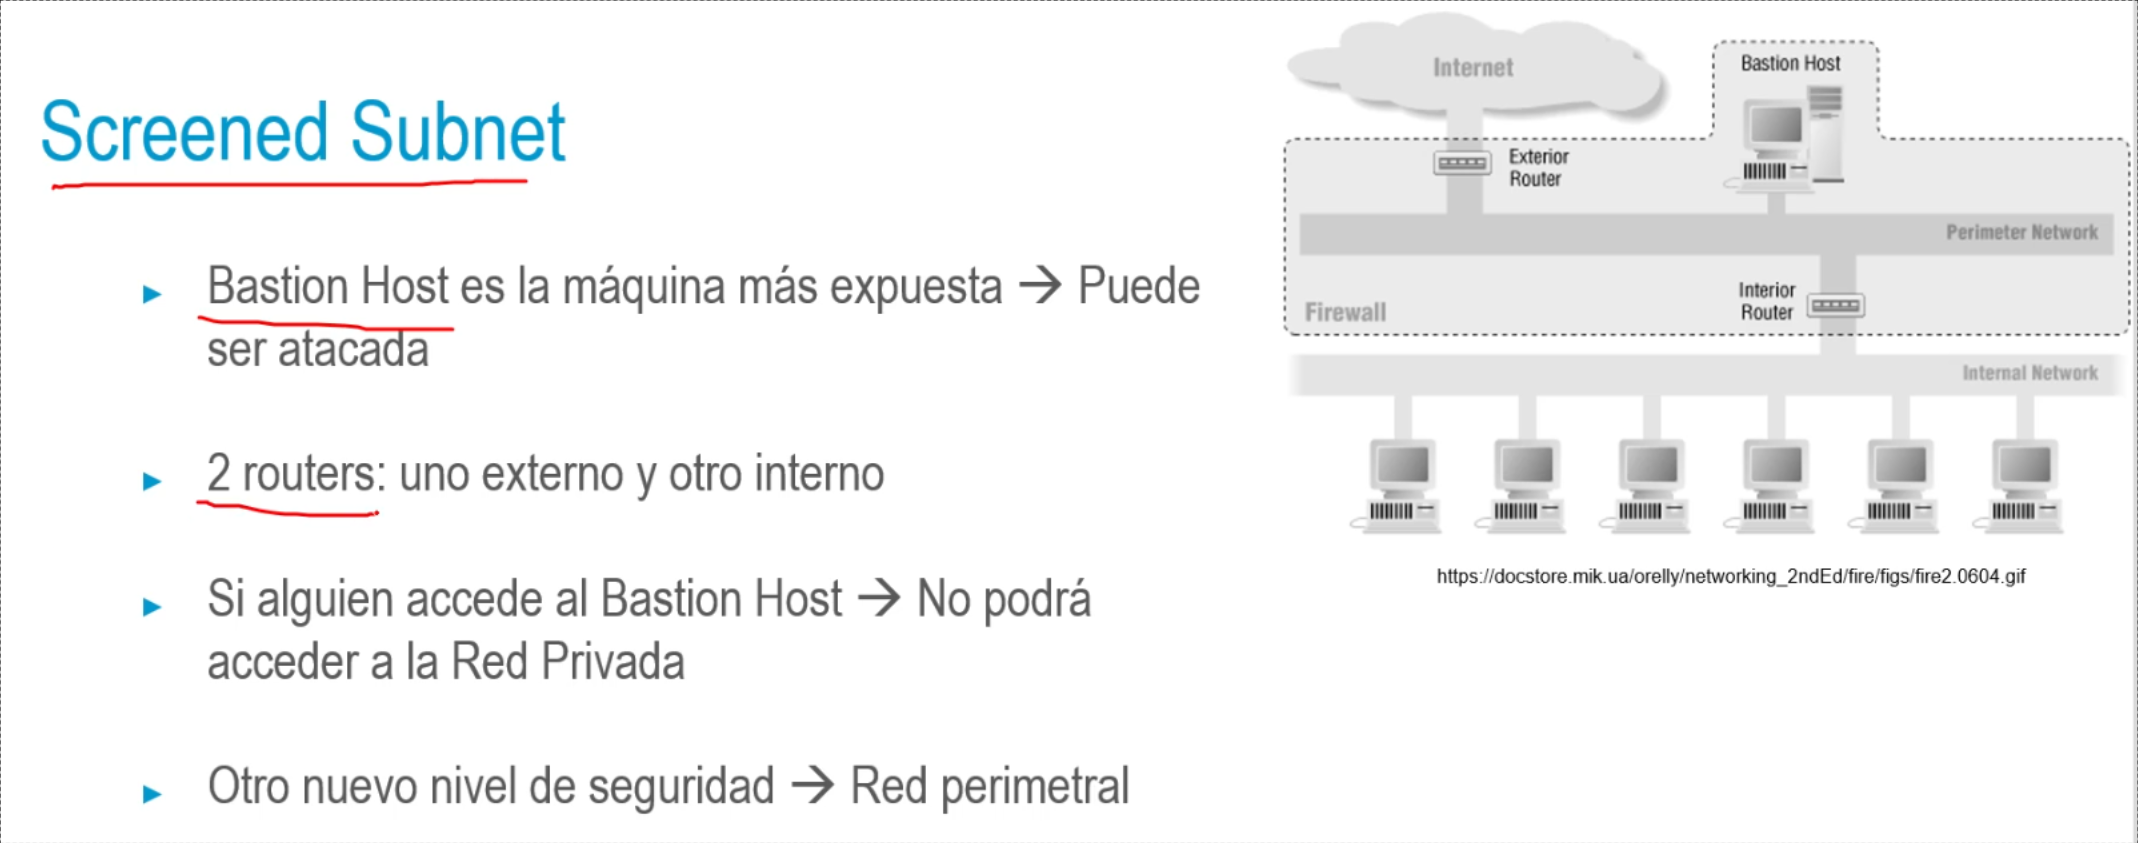 Screened Subnet
Bastion Host es la máquina más expuesta → Puede
ser atacada
2 routers: uno externo y otro interno
Si alguien accede al Bastion Host → No podrá
acceder a la Red Privada
Otro nuevo nivel de seguridad → Red perimetral
Internet
Bastion Host
Exterior
Router
Perimeter Network
Interior
Router
Firewall
Internal Network
https://docstore.mik.ua/orelly/networking_2ndEd/fire/figs/fire2.0604.gif